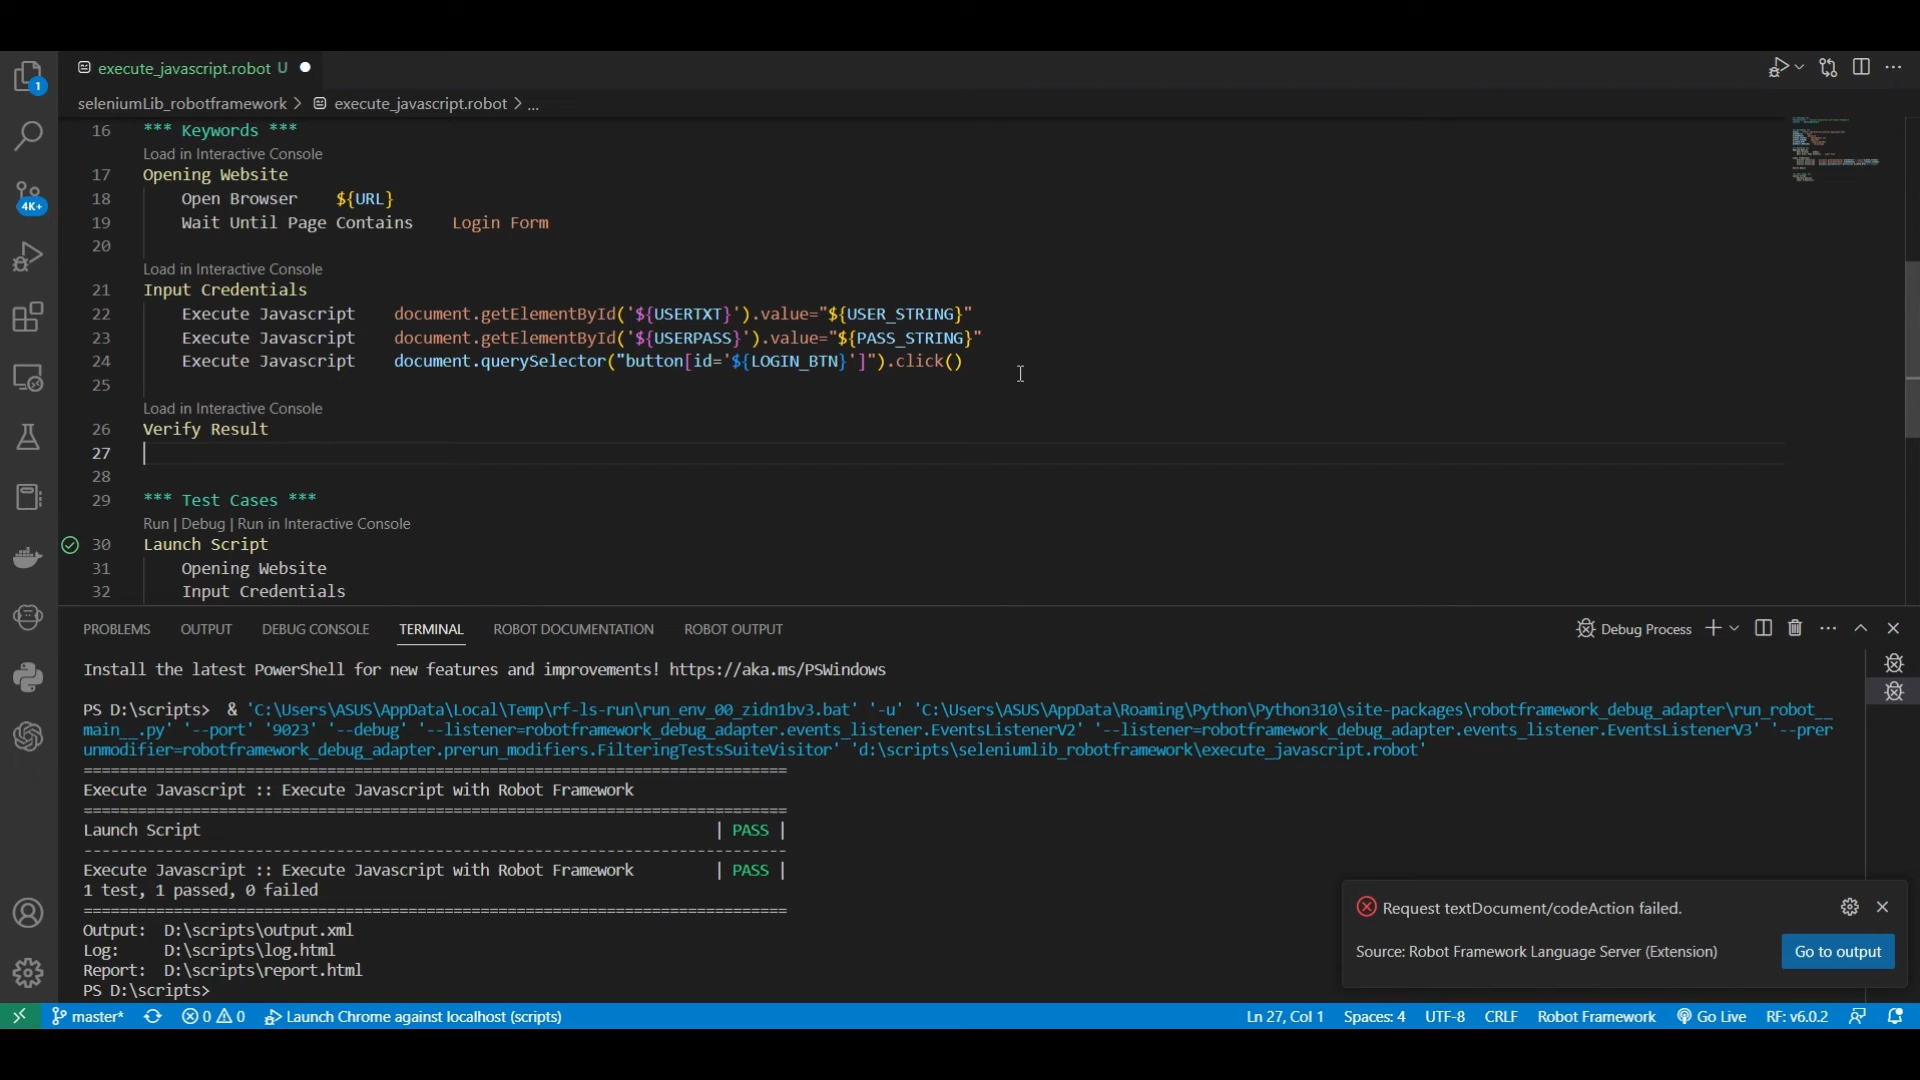 execute_javascript.robot U
seleniumLib_robotframework > execute_javascript.robot > ...
16 *** Keywords ***
Load in Interactive Console
17 Opening Website
18 Open Browser ${URL}
19 Wait Until Page Contains Login Form
20
Load in Interactive Console
21 Input Credentials
22 Execute Javascript document.getElementById('${USERTXT}').value="${USER_STRING}"
23 Execute Javascript document.getElementById('${USERPASS}').value="${PASS_STRING}"
24 Execute Javascript document.querySelector("button[id='${LOGIN_BTN}']").click()
25
Load in Interactive Console
26 Verify Result
27
28
29 *** Test Cases ***
Run | Debug | Run in Interactive Console
30 Launch Script
31 Opening Website
32 Input Credentials
1
4K+
PROBLEMS OUTPUT DEBUG CONSOLE TERMINAL ROBOT DOCUMENTATION ROBOT OUTPUT Debug Process
Install the latest PowerShell for new features and improvements! https://aka.ms/PSWindows
PS D:\scripts> & 'C:\Users\ASUS\AppData\Local\Temp\rf-ls-run\run_env_00_zidn1bv3.bat' '-u' 'C:\Users\ASUS\AppData\Roaming\Python\Python310\site-packages\robotframework_debug_adapter\run_robot__
main__.py' '--port' '9023' '--debug' '--listener=robotframework_debug_adapter.events_listener.EventsListenerV2' '--listener=robotframework_debug_adapter.events_listener.EventsListenerV3' '--prer
unmodifier=robotframework_debug_adapter.prerun_modifiers.FilteringTestsSuiteVisitor' 'd:\scripts\seleniumlib_robotframework\execute_javascript.robot'
==============================================================================
Execute Javascript :: Execute Javascript with Robot Framework
==============================================================================
Launch Script | PASS |
------------------------------------------------------------------------------
Execute Javascript :: Execute Javascript with Robot Framework | PASS |
1 test, 1 passed, 0 failed
==============================================================================
Output: D:\scripts\output.xml
Log: D:\scripts\log.html
Report: D:\scripts\report.html
PS D:\scripts>
Request textDocument/codeAction failed.
Source: Robot Framework Language Server (Extension) Go to output
master* 0 0 Launch Chrome against localhost (scripts) Ln 27, Col 1 Spaces: 4 UTF-8 CRLF Robot Framework Go Live RF: v6.0.2